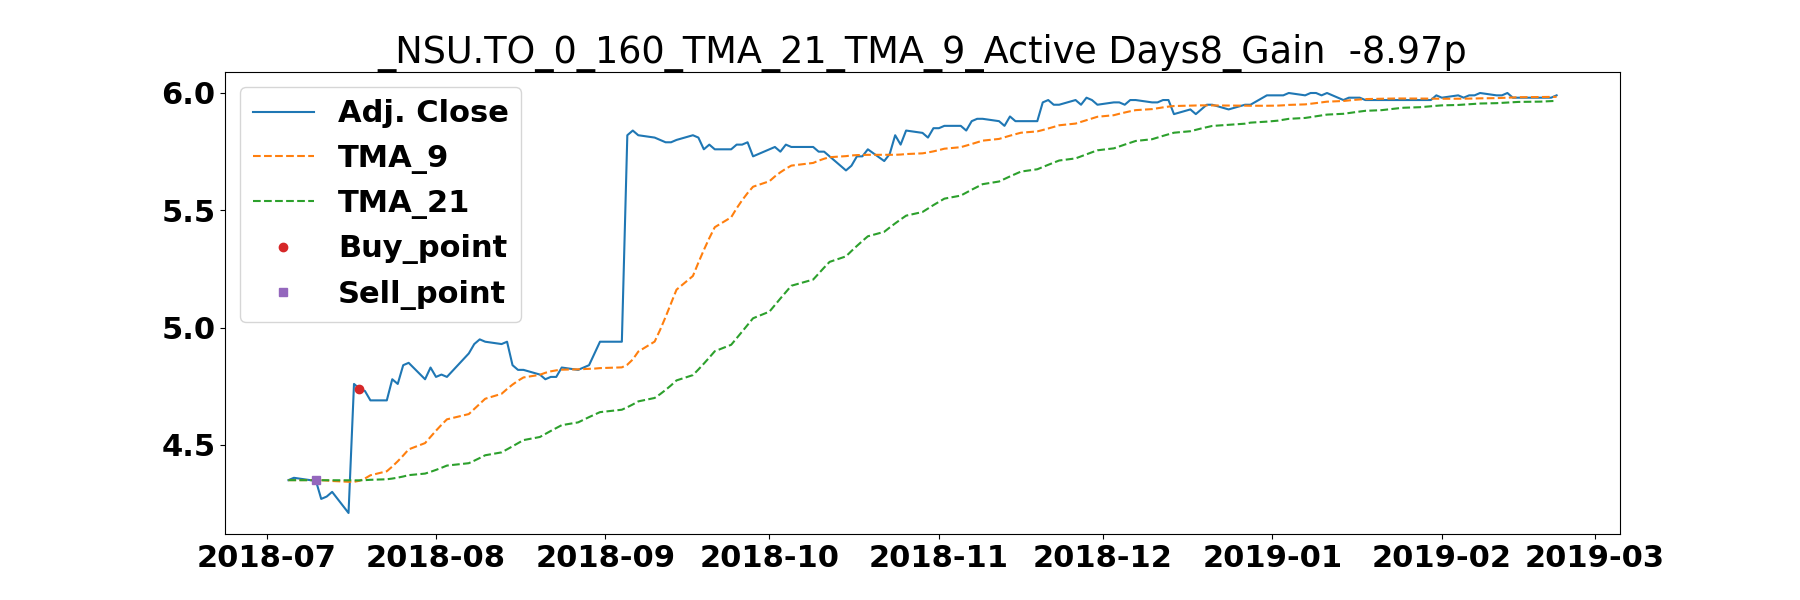 _NSU.TO_0_160_TMA_21_TMA_9_Active Days8_Gain  -8.97p
6.0
5.5
5.0
4.5
Adj. Close
TMA_9
TMA_21
Buy_point
Sell_point
2018-07 2018-08 2018-09 2018-10 2018-11 2018-12 2019-01 2019-02 2019-03